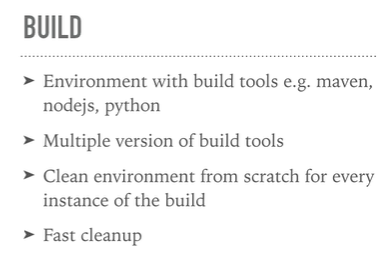 BUILD
➤ Environment with build tools e.g. maven,
nodejs, python
➤ Multiple version of build tools
➤ Clean environment from scratch for every
instance of the build
➤ Fast cleanup